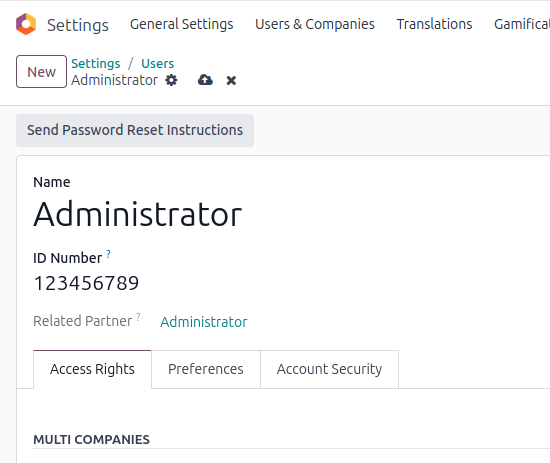 Settings General Settings Users & Companies Translations Gamifica
New Settings / Users
Administrator
Send Password Reset Instructions
Name
Administrator
ID Number ?
123456789
Related Partner ? Administrator
Access Rights Preferences Account Security
MULTI COMPANIES